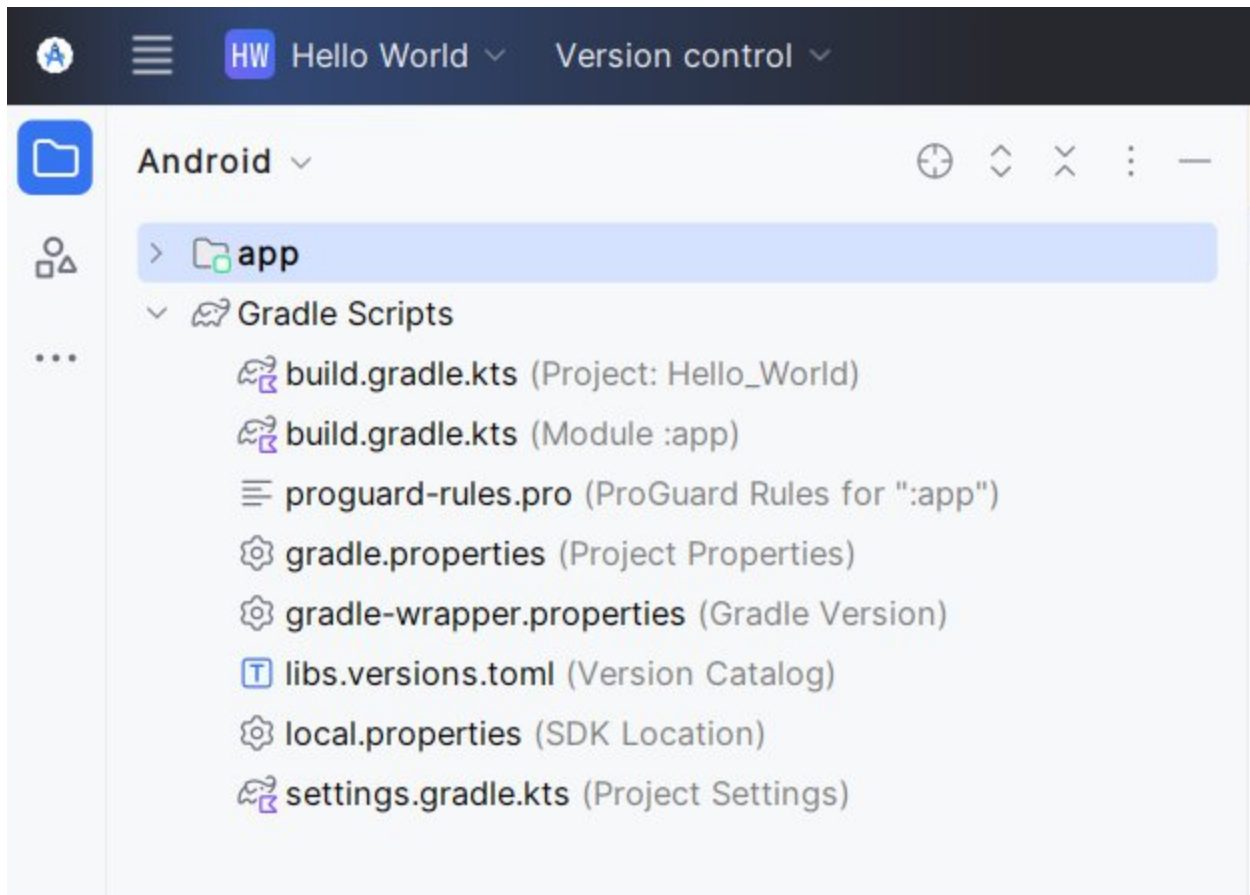 HW Hello World Version control
Android
app
Gradle Scripts
build.gradle.kts (Project: Hello_World)
build.gradle.kts (Module :app)
proguard-rules.pro (ProGuard Rules for ":app")
gradle.properties (Project Properties)
gradle-wrapper.properties (Gradle Version)
T libs.versions.toml (Version Catalog)
local.properties (SDK Location)
settings.gradle.kts (Project Settings)